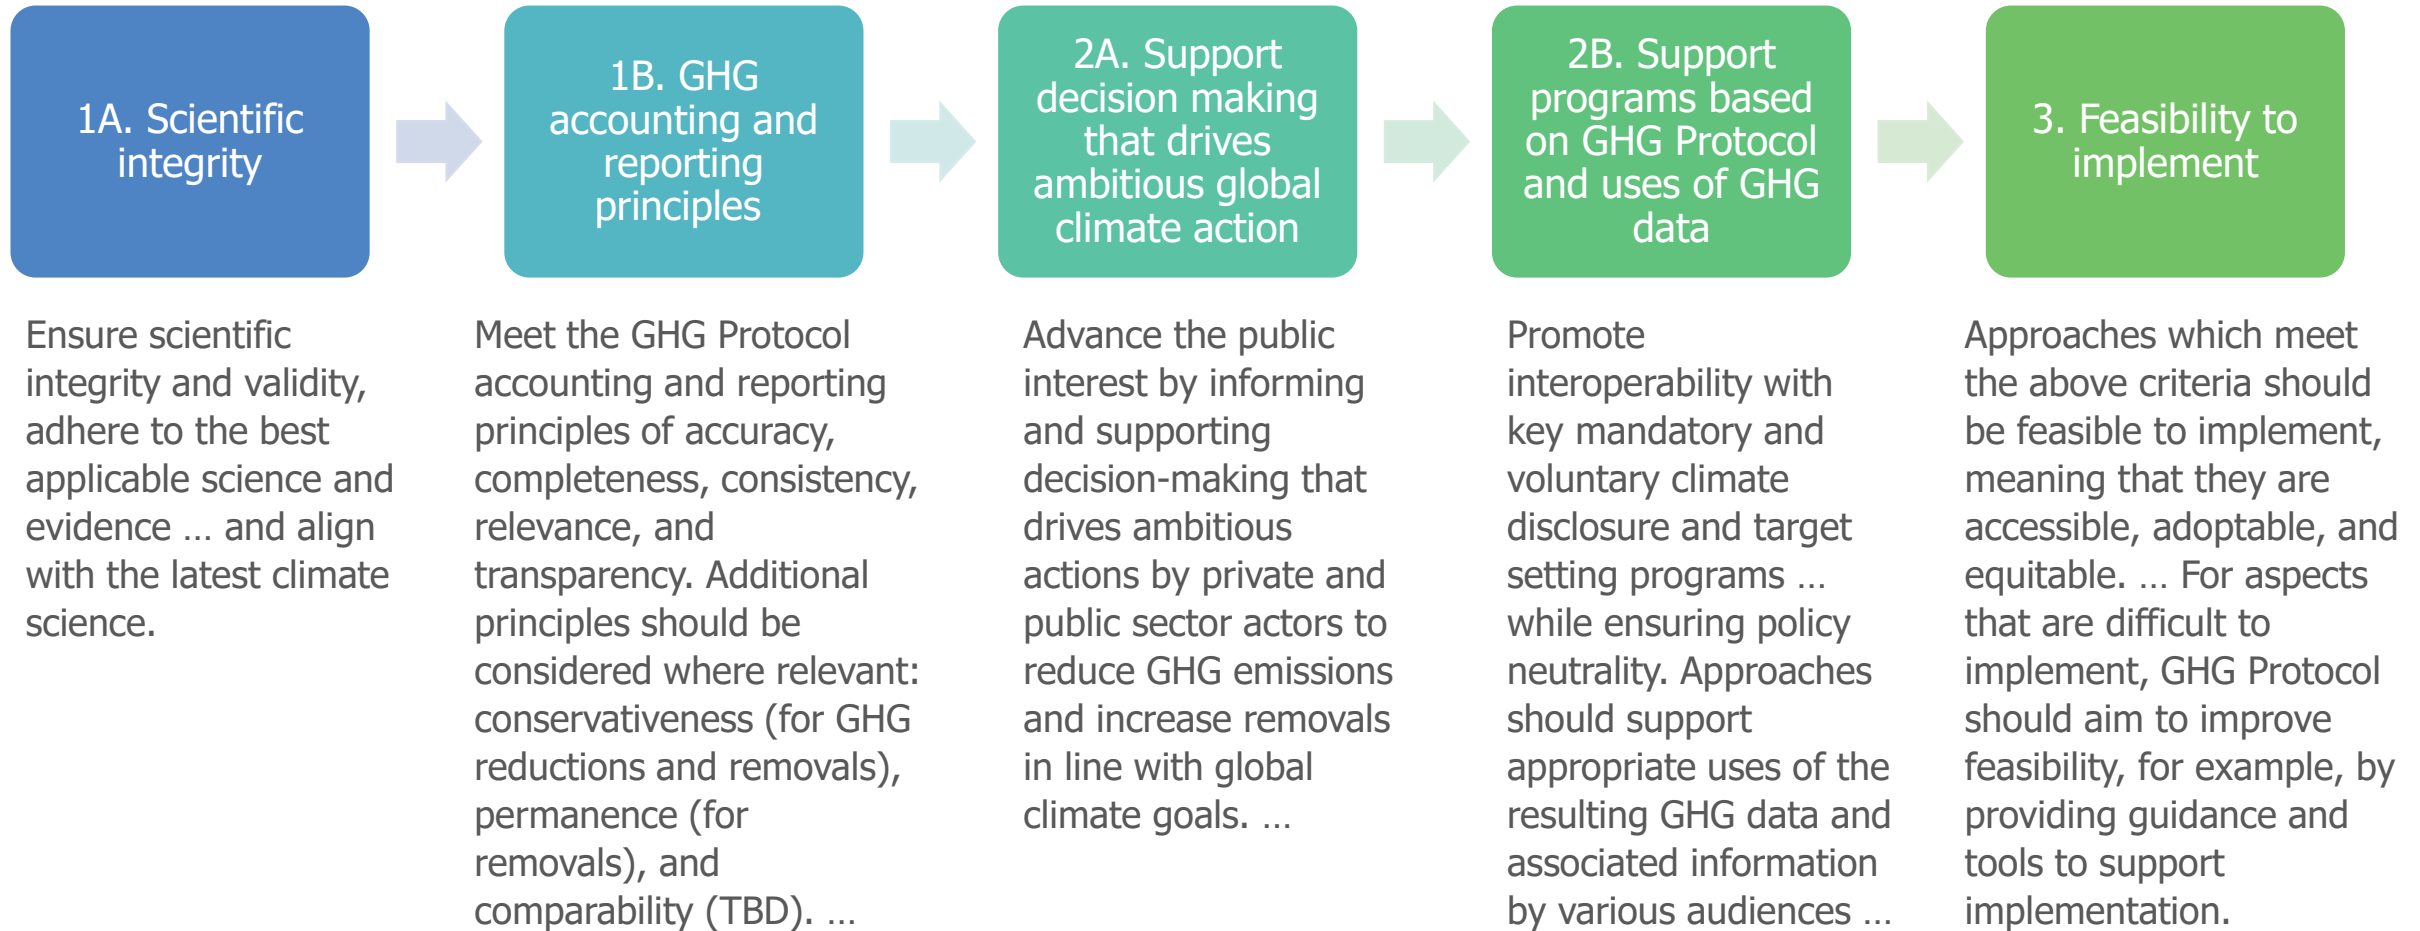 1A. Scientific
integrity
1B. GHG
accounting and
reporting
principles
2A. Support
decision making
that drives
ambitious global
climate action
2B. Support
programs based
on GHG Protocol
and uses of GHG
data
3. Feasibility to
implement
Ensure scientific
integrity and validity,
adhere to the best
applicable science and
evidence … and align
with the latest climate
science.
Meet the GHG Protocol
accounting and reporting
principles of accuracy,
completeness, consistency,
relevance, and
transparency. Additional
principles should be
considered where relevant:
conservativeness (for GHG
reductions and removals),
permanence (for
removals), and
comparability (TBD). …
Advance the public
interest by informing
and supporting
decision-making that
drives ambitious
actions by private and
public sector actors to
reduce GHG emissions
and increase removals
in line with global
climate goals. …
Promote
interoperability with
key mandatory and
voluntary climate
disclosure and target
setting programs …
while ensuring policy
neutrality. Approaches
should support
appropriate uses of the
resulting GHG data and
associated information
by various audiences …
Approaches which meet
the above criteria should
be feasible to implement,
meaning that they are
accessible, adoptable, and
equitable. … For aspects
that are difficult to
implement, GHG Protocol
should aim to improve
feasibility, for example, by
providing guidance and
tools to support
implementation.